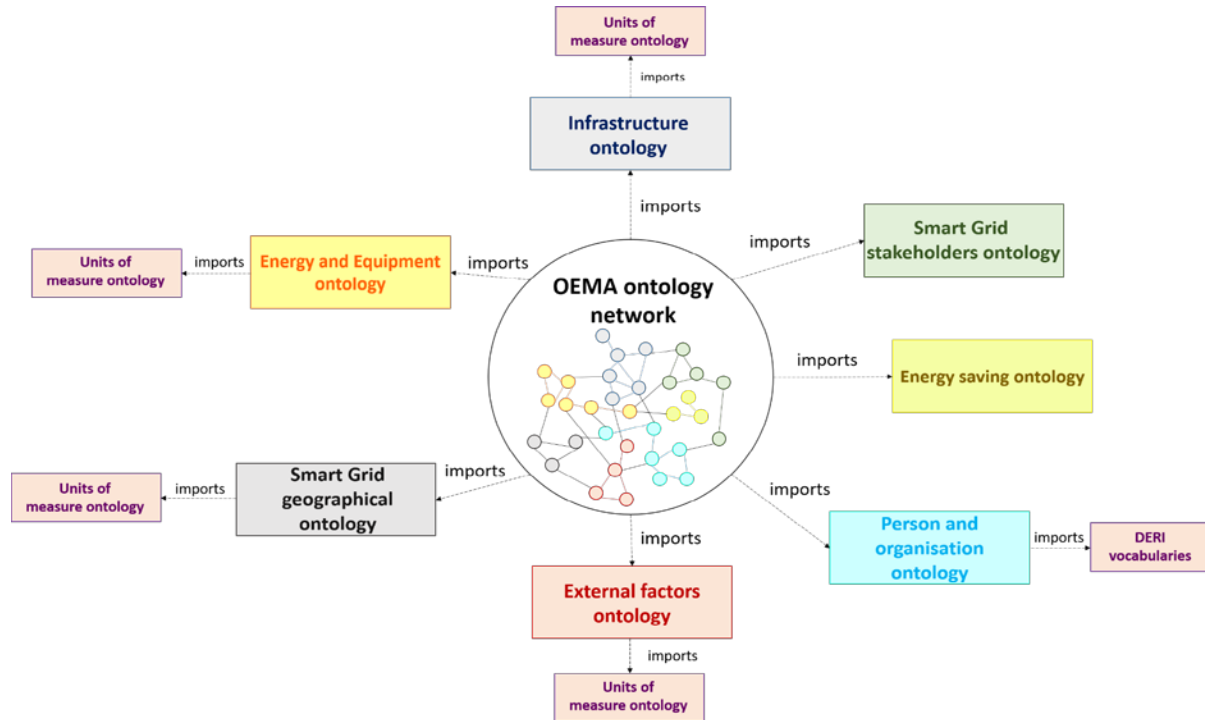 Units of
measure ontology
imports
Infrastructure
ontology
imports
Smart Grid
stakeholders ontology
imports
Units of
measure ontology
imports
Energy and Equipment
ontology
imports
OEMA ontology
network
imports
Energy saving ontology
Units of
measure ontology
imports
Smart Grid
geographical
ontology
imports
imports
Person and
organisation
ontology
imports
DERI
vocabularies
imports
External factors
ontology
imports
Units of
measure ontology